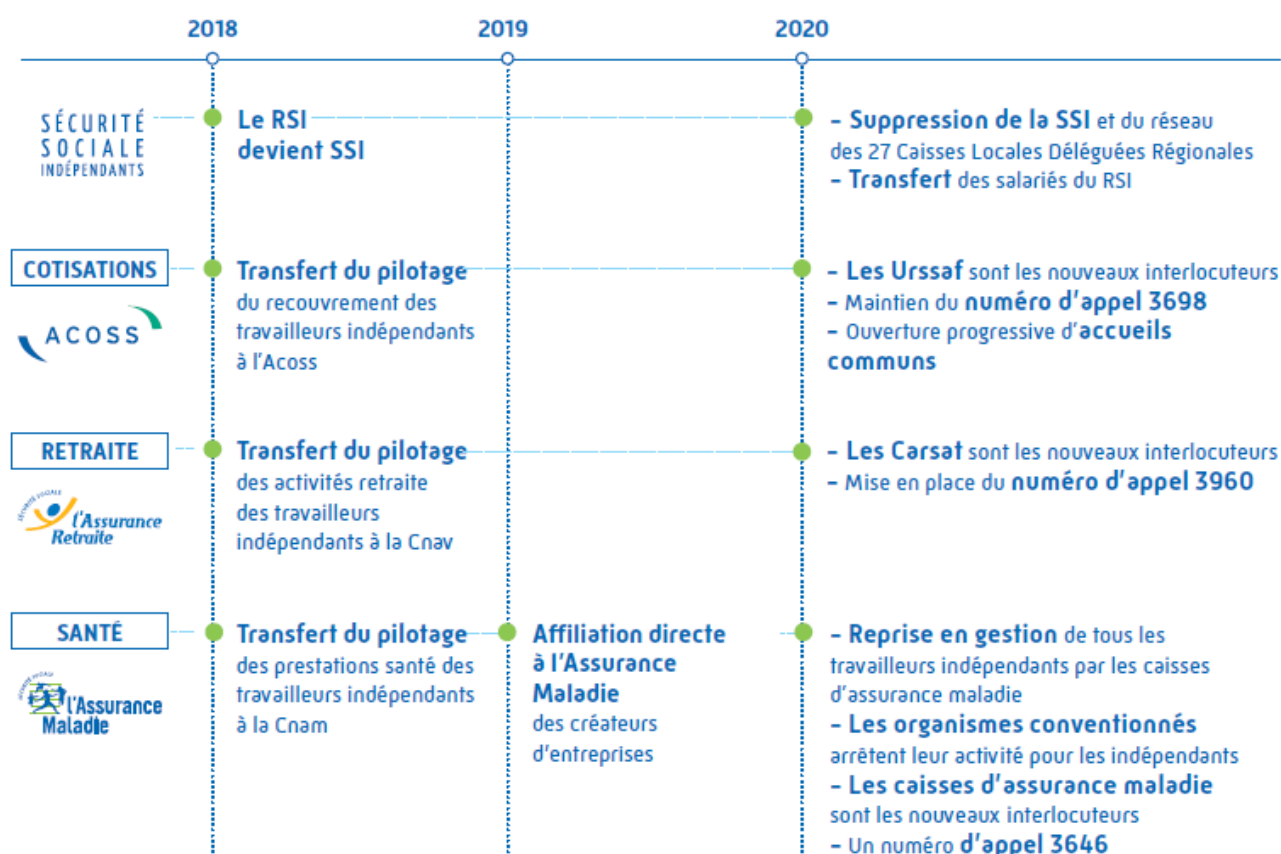 2018
2019
2020
SÉCURITÉ
SOCIALE
INDÉPENDANTS
Le RSI
devient SSI
– Suppression de la SSI et du réseau
des 27 Caisses Locales Déléguées Régionales
– Transfert des salariés du RSI
COTISATIONS
ACOSS
Transfert du pilotage
du recouvrement des
travailleurs indépendants
à l'Acoss
– Les Urssaf sont les nouveaux interlocuteurs
– Maintien du numéro d'appel 3698
– Ouverture progressive d'accueils
communs
RETRAITE
SÉCURITÉ SOCIALE
l'Assurance
Retraite
Transfert du pilotage
des activités retraite
des travailleurs
indépendants à la Cnav
– Les Carsat sont les nouveaux interlocuteurs
– Mise en place du numéro d'appel 3960
SANTÉ
SÉCURITÉ SOCIALE
l'Assurance
Maladie
Transfert du pilotage
des prestations santé des
travailleurs indépendants
à la Cnam
Affiliation directe
à l'Assurance
Maladie
des créateurs
d'entreprises
– Reprise en gestion de tous les
travailleurs indépendants par les caisses
d'assurance maladie
– Les organismes conventionnés
arrêtent leur activité pour les indépendants
– Les caisses d'assurance maladie
sont les nouveaux interlocuteurs
– Un numéro d'appel 3646